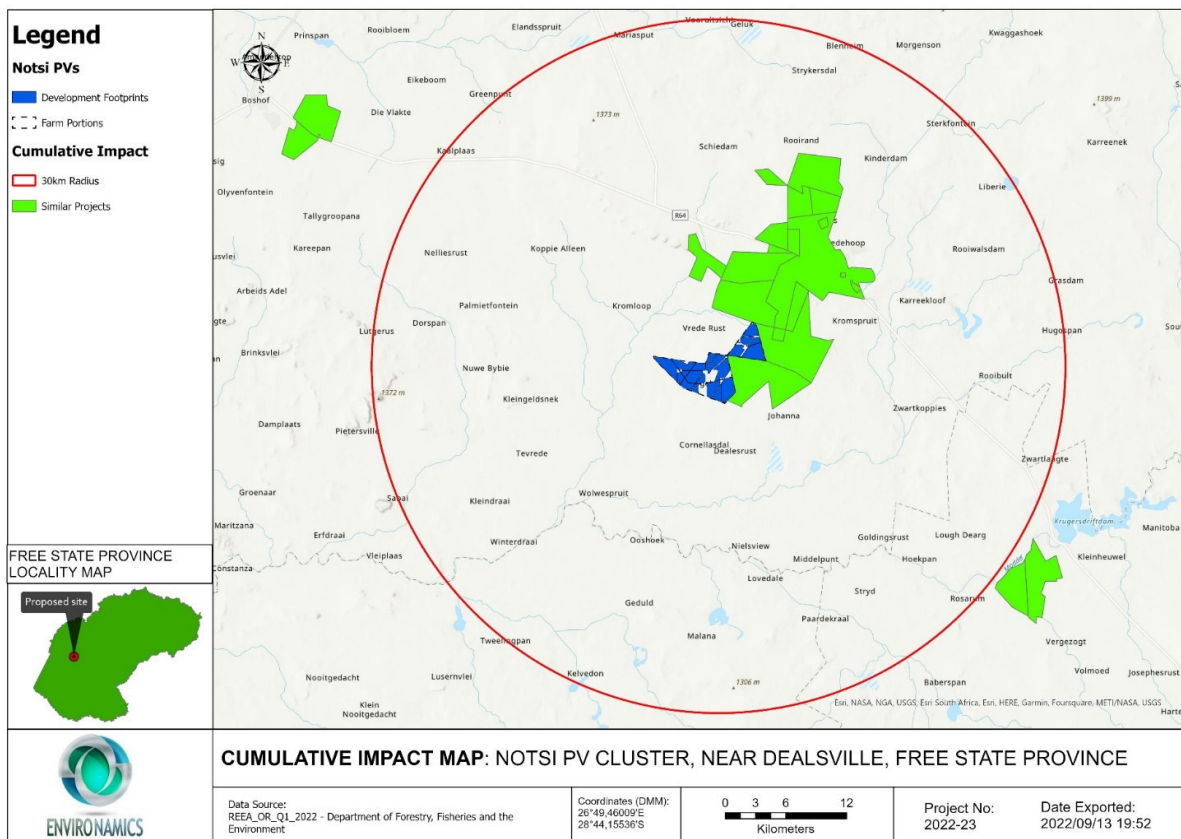 Legend
Notsi PVs
Development Footprints
Farm Portions
Cumulative Impact
30km Radius
Similar Projects
FREE STATE PROVINCE
LOCALITY MAP
Proposed site
N
W
E
S
Prinspan
Rooibloem
Elandsspruit
Mariasput
Vooruitsicht
Geluk
Blenheim
Morgenson
Kwaggashoek
Eikeboom
Strykersdal
Boshof
Die Vlakte
Greenpunt
1373 m
1399 m
Sterkfontein
Karreenek
Kaalplaas
Schiedam
Rooirand
Kinderdam
Olyvenfontein
Liberie
Tallygroopana
R64
Kareepan
Nelliesrust
Koppie Alleen
edehoop
Rooiwalsdam
usvlei
Arbeids Adel
Palmietfontein
Kromloop
Karreekloof
Grasdam
Lutgerus
Dorspan
Vrede Rust
Kromspruit
Hugospan
Brinksvlei
Nuwe Bybie
Rooibult
1372 m
Kleingeldsnek
Zwartkoppies
Damplaats
Pietersville
Johanna
Cornellasdal
Dealesrust
Tevrede
Zwartlaagte
Groenaar
Sabai
Kleindraai
Wolwespruit
Krugersdriftdam
Manitoba
Maritzana
Erfdraai
Winterdraai
Ooshoek
Nielsview
Goldingsrust
Lough Dearg
Constanza
Vleiplaas
Middelpunt
Hoekpan
Kleinheuwel
Lovedale
Modder
Geduld
Stryd
Rosarum
Paardekraal
Tweelingpan
Malana
Vergezogt
Nooitgedacht
Lusernvlei
Kelvedon
1306 m
Baberspan
Volmoed
Josephesrust
Klein
Nooitgedacht
Esri, NASA, NGA, USGS, Esri South Africa, Esri, HERE, Garmin, Foursquare, METI/NASA, USGS
ENVIRONAMICS
CUMULATIVE IMPACT MAP: NOTSI PV CLUSTER, NEAR DEALSVILLE, FREE STATE PROVINCE
Data Source:
REEA_OR_Q1_2022 - Department of Forestry, Fisheries and the
Environment
Coordinates (DMM):
26°49,46009'E
28°44,15536'S
0 3 6 12
Kilometers
Project No:
2022-23
Date Exported:
2022/09/13 19:52